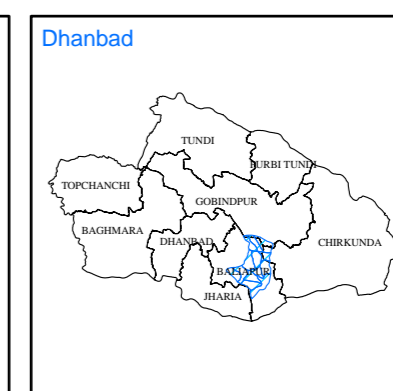 Dhanbad
TUNDI
PURBI TUNDI
TOPCHANCHI
GOBINDPUR
BAGHMARA
DHANBAD
CHIRKUNDA
BALIAPUR
JHARIA